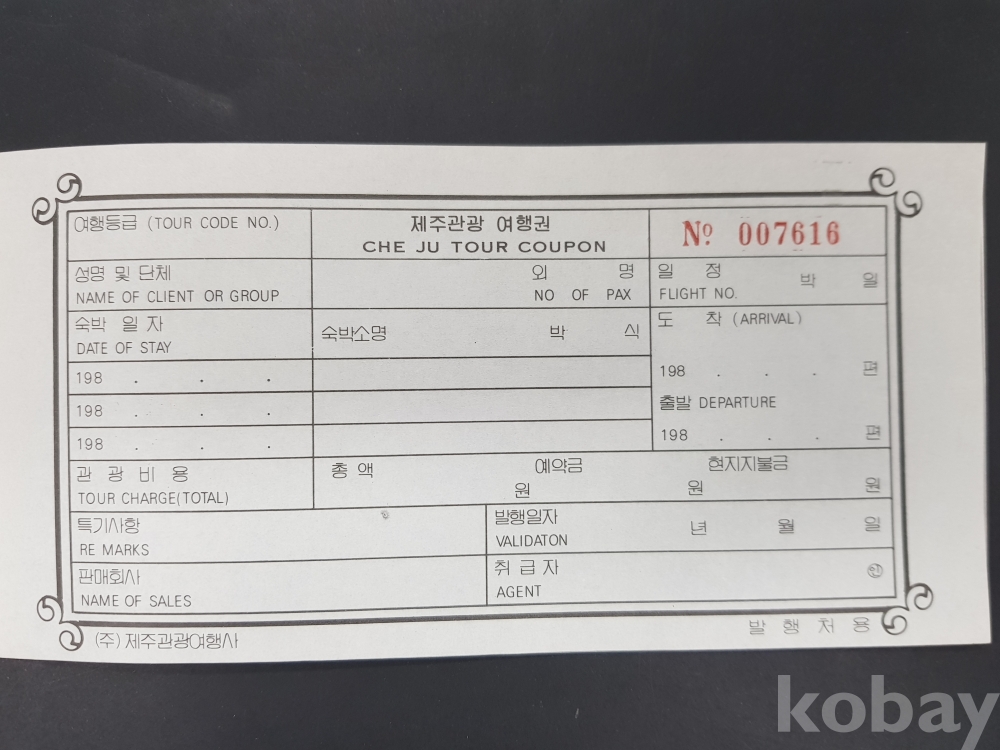 여행등급 (TOUR CODE NO.)
제주관광 여행권
CHE JU TOUR COUPON
Nº 007616
성명 및 단체
NAME OF CLIENT OR GROUP
외 명
NO OF PAX
일 정 박 일
FLIGHT NO.
숙박 일 자
DATE OF STAY
숙박소명 박 식
도 착 (ARRIVAL)
198 . . . 편
출발 DEPARTURE
198 . . . 편
198 . . .
198 . . .
198 . . .
관 광 비 용
TOUR CHARGE(TOTAL)
총 액 예약금 현지지불금
원 원 원
특기사항
RE MARKS
발행일자 년 월 일
VALIDATON
판매회사
NAME OF SALES
취 급 자 ㊞
AGENT
(주) 제주관광여행사
발 행 처 용
kobay